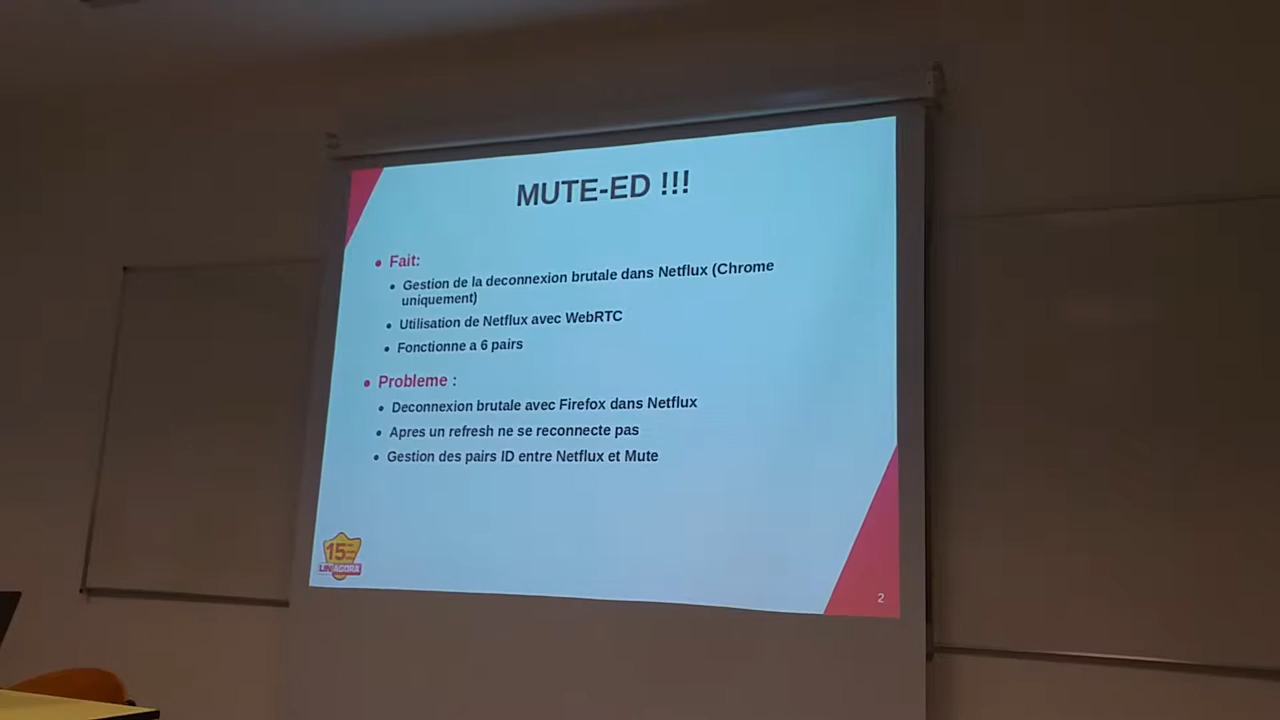 MUTE-ED !!!
• Fait:
• Gestion de la deconnexion brutale dans Netflux (Chrome
uniquement)
• Utilisation de Netflux avec WebRTC
• Fonctionne a 6 pairs
• Probleme :
• Deconnexion brutale avec Firefox dans Netflux
• Apres un refresh ne se reconnecte pas
• Gestion des pairs ID entre Netflux et Mute
15
LINAGORA
2